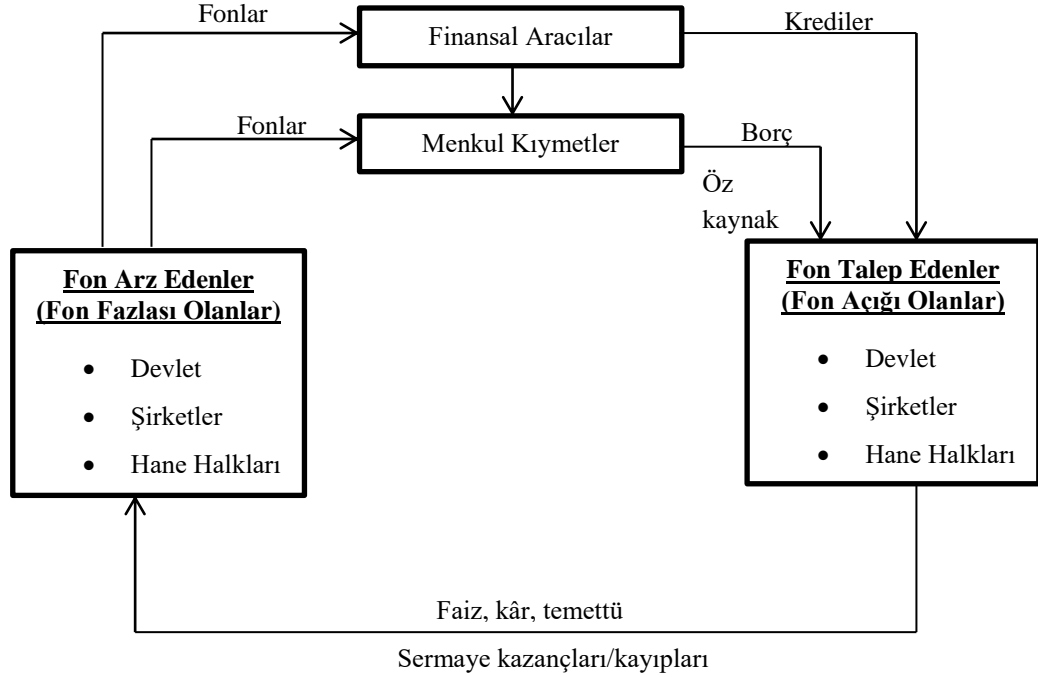 Fonlar
Finansal Aracılar
Krediler
Fonlar
Menkul Kıymetler
Borç
Öz
kaynak
Fon Arz Edenler
(Fon Fazlası Olanlar)
• Devlet
• Şirketler
• Hane Halkları
Fon Talep Edenler
(Fon Açığı Olanlar)
• Devlet
• Şirketler
• Hane Halkları
Faiz, kâr, temettü
Sermaye kazançları/kayıpları